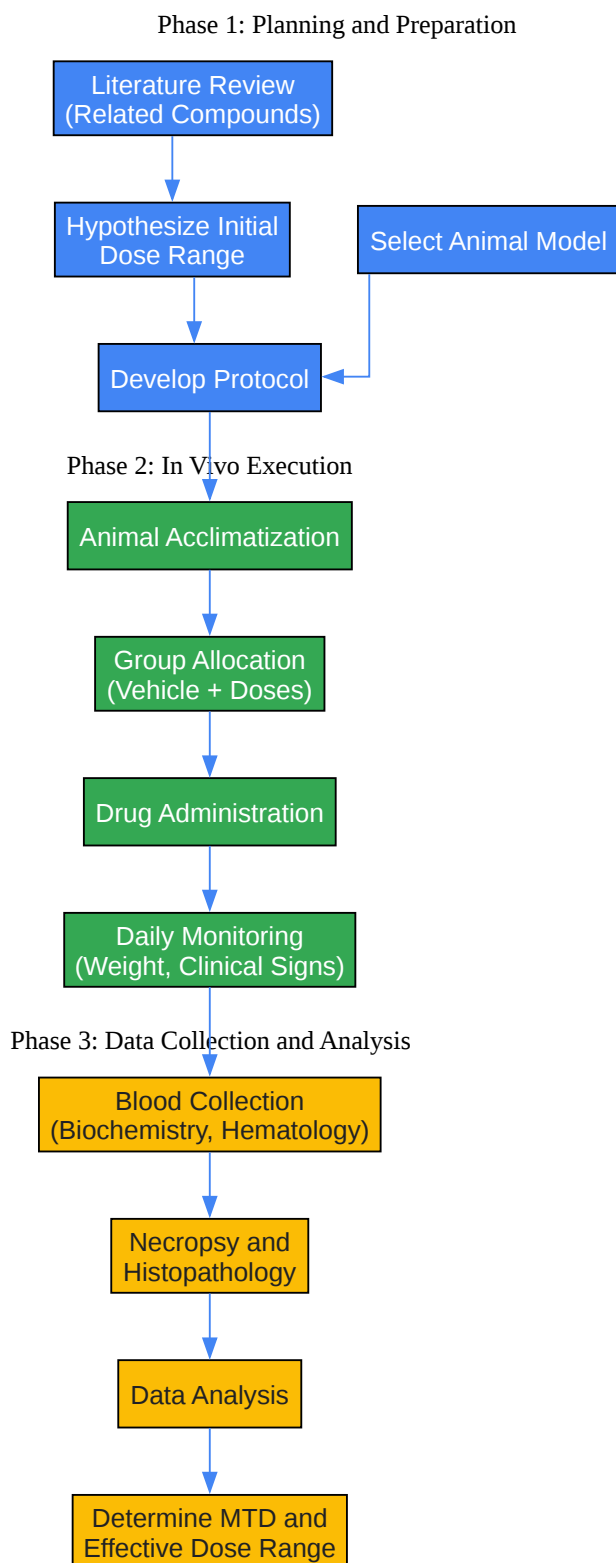 Phase 1: Planning and Preparation
Literature Review
(Related Compounds)
Hypothesize Initial
Dose Range
Select Animal Model
Develop Protocol
Phase 2: In Vivo Execution
Animal Acclimatization
Group Allocation
(Vehicle + Doses)
Drug Administration
Daily Monitoring
(Weight, Clinical Signs)
Phase 3: Data Collection and Analysis
Blood Collection
(Biochemistry, Hematology)
Necropsy and
Histopathology
Data Analysis
Determine MTD and
Effective Dose Range